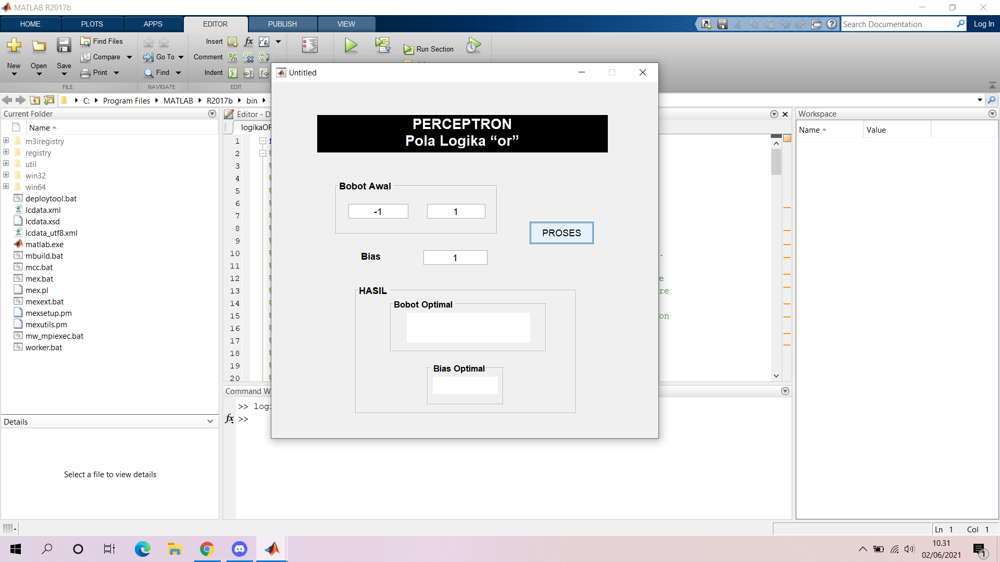 MATLAB R2017b
HOME PLOTS APPS EDITOR PUBLISH VIEW
Search Documentation
Log In
New Open Save
Find Files
Compare
Print
FILE
Go To
Find
NAVIGATE
Insert fx
Comment
Indent
EDIT
Run Section
C: Program Files MATLAB R2017b bin
Current Folder
Name
m3iregistry
registry
util
win32
win64
deploytool.bat
lcdata.xml
lcdata.xsd
lcdata_utf8.xml
matlab.exe
mbuild.bat
mcc.bat
mex.bat
mex.pl
mexext.bat
mexsetup.pm
mexutils.pm
mw_mpiexec.bat
worker.bat
Details
Select a file to view details
Editor - D
logikaOR
1
2 %
3 %
4 %
5 %
6 %
7 %
8 %
9 %
10 % .
11 %
12 % e
13 % re
14 %
15 % on
16 %
17 %
18 %
19 %
20 %
Command W
>> logi
fx >>
Untitled
PERCEPTRON
Pola Logika “or”
Bobot Awal
-1 1
PROSES
Bias 1
HASIL
Bobot Optimal
Bias Optimal
Workspace
Name Value
Ln 1 Col 1
10.31
02/06/2021
1